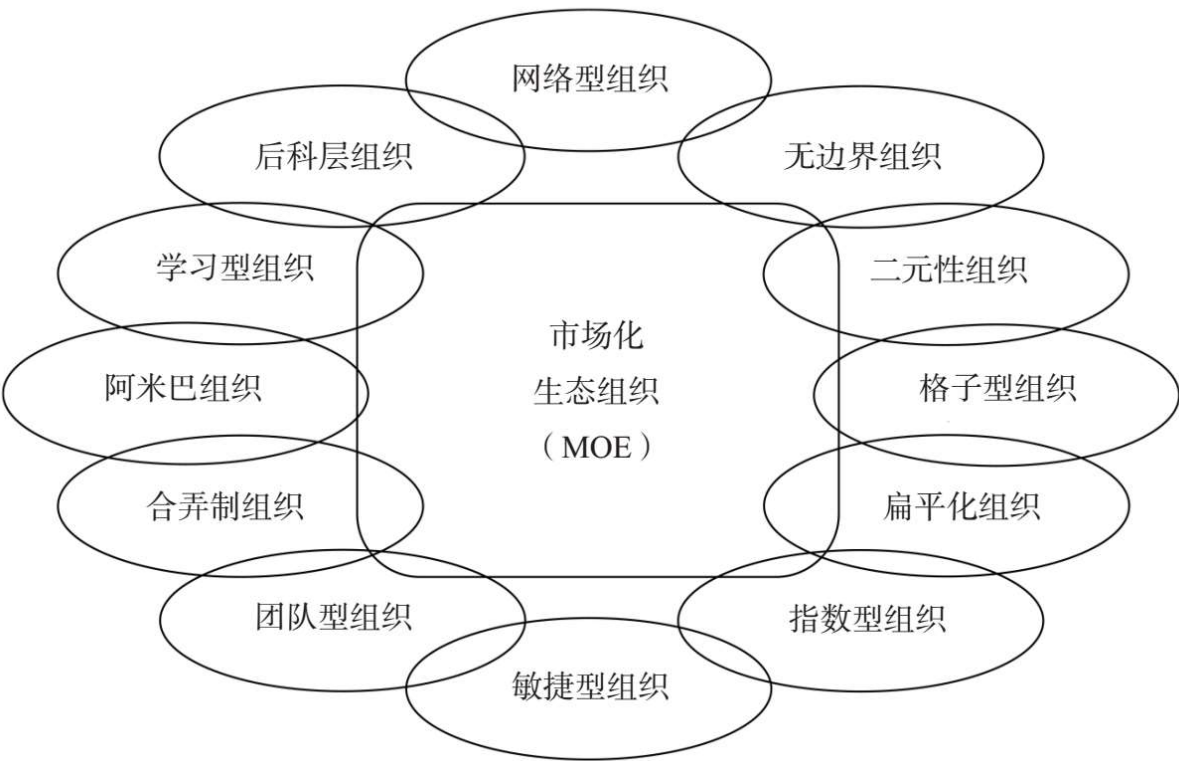 网络型组织
后科层组织
无边界组织
学习型组织
二元性组织
市场化
生态组织
（MOE）
阿米巴组织
格子型组织
合弄制组织
扁平化组织
团队型组织
指数型组织
敏捷型组织